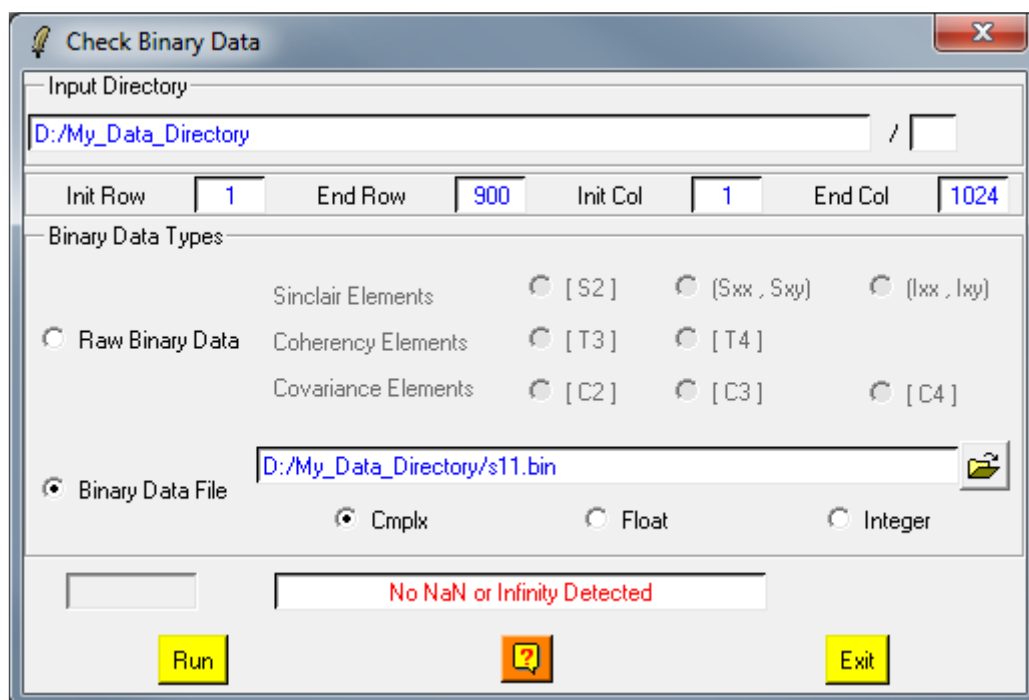 Check Binary Data
Input Directory
D:/My_Data_Directory /
Init Row 1 End Row 900 Init Col 1 End Col 1024
Binary Data Types
Sinclair Elements [ S2 ] (Sxx , Sxy) (Ixx , Ixy)
Raw Binary Data Coherency Elements [ T3 ] [ T4 ]
Covariance Elements [ C2 ] [ C3 ] [ C4 ]
D:/My_Data_Directory/s11.bin
Binary Data File
Cmplx Float Integer
No NaN or Infinity Detected
Run ? Exit